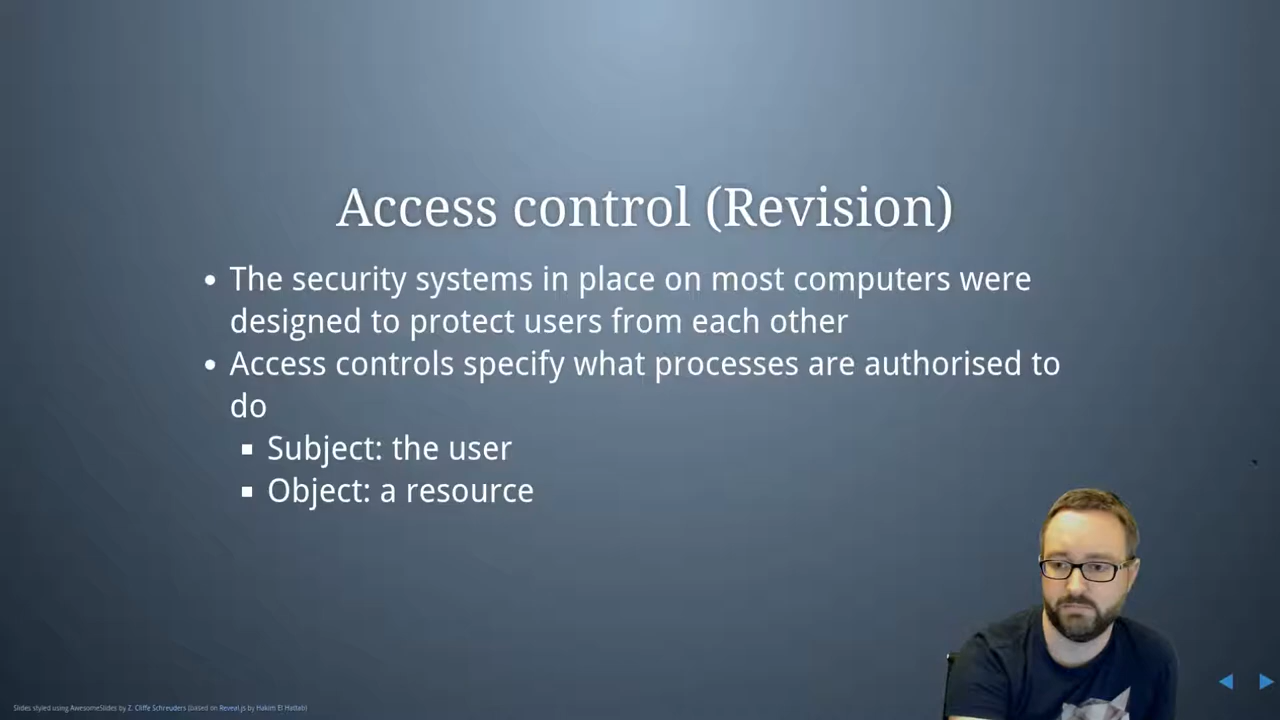 Access control (Revision)
• The security systems in place on most computers were
designed to protect users from each other
• Access controls specify what processes are authorised to
do
▪ Subject: the user
▪ Object: a resource
Slides styled using AwesomeSlides by Z. Cliffe Schreuders (based on Reveal.js by Hakim El Hattab)